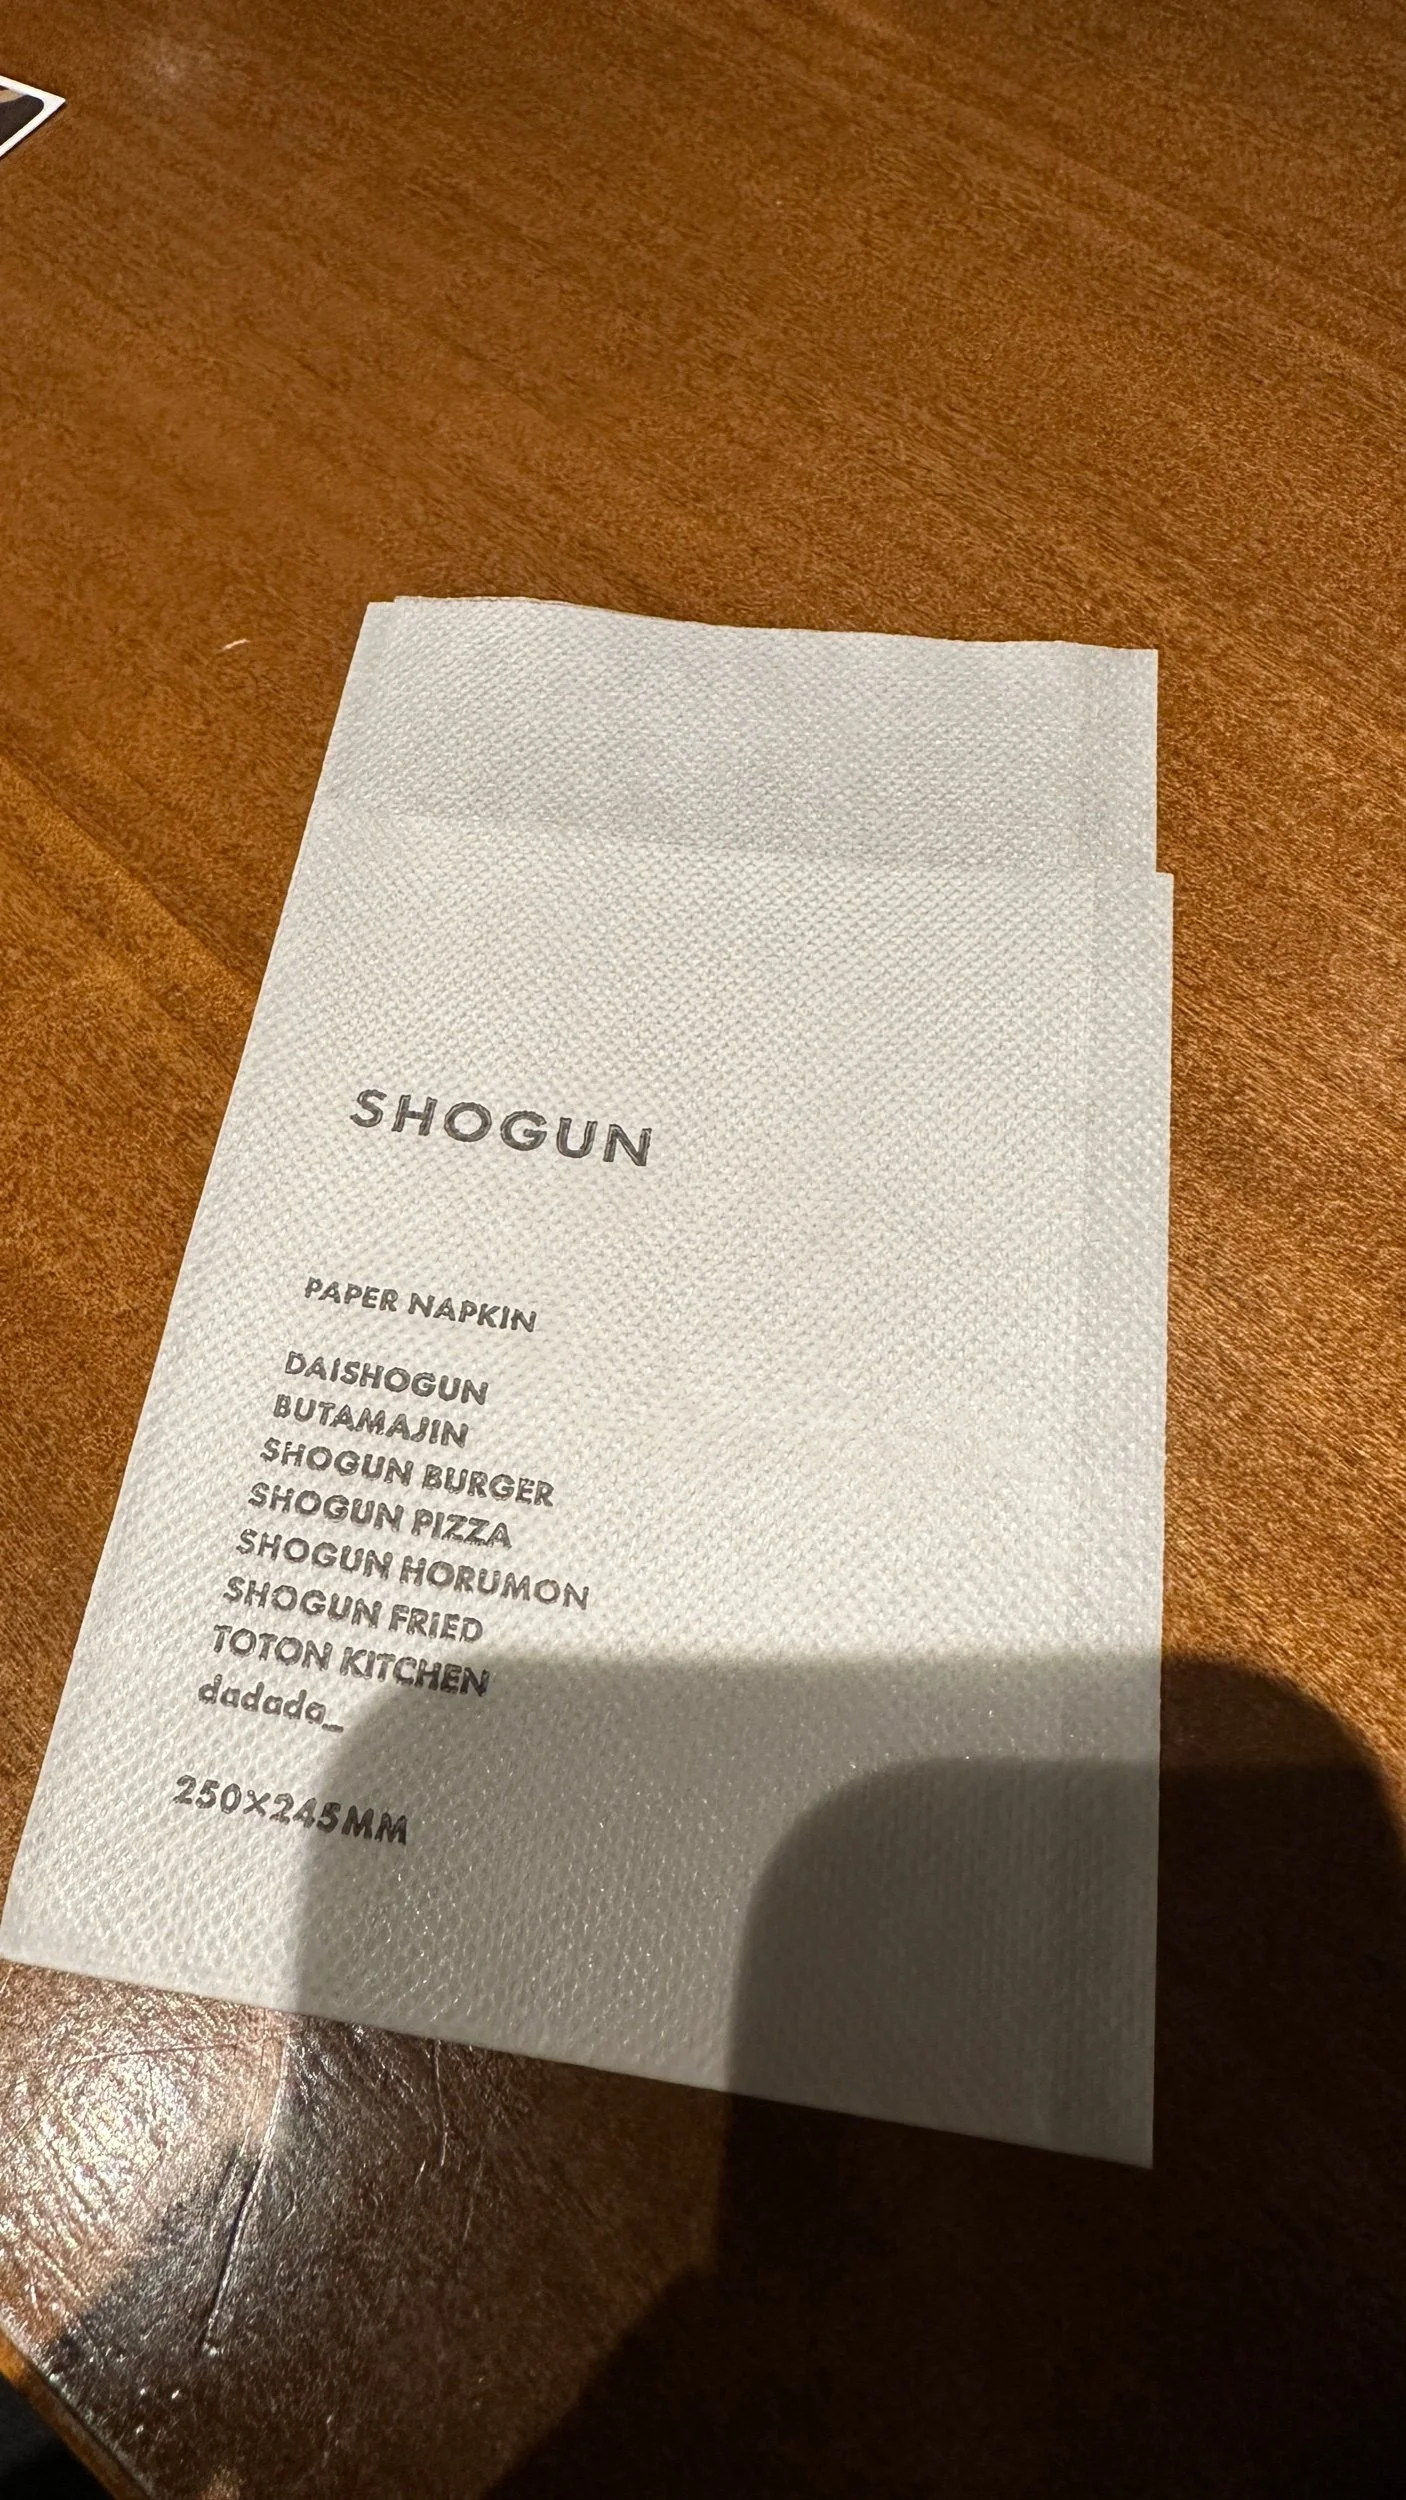 SHOGUN
PAPER NAPKIN
DAISHOGUN
BUTAMAJIN
SHOGUN BURGER
SHOGUN PIZZA
SHOGUN HORUMON
SHOGUN FRIED
TOTON KITCHEN
dadada_
250×245MM